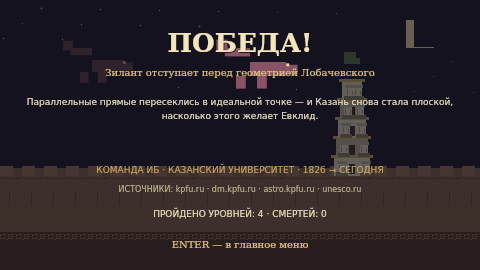 ПОБЕДА!
Зилант отступает перед геометрией Лобачевского
Параллельные прямые пересеклись в идеальной точке — и Казань снова стала плоской,
насколько этого желает Евклид.
КОМАНДА ИБ · КАЗАНСКИЙ УНИВЕРСИТЕТ · 1826 → СЕГОДНЯ
ИСТОЧНИКИ: kpfu.ru · dm.kpfu.ru · astro.kpfu.ru · unesco.ru
ПРОЙДЕНО УРОВНЕЙ: 4 · СМЕРТЕЙ: 0
ENTER — в главное меню